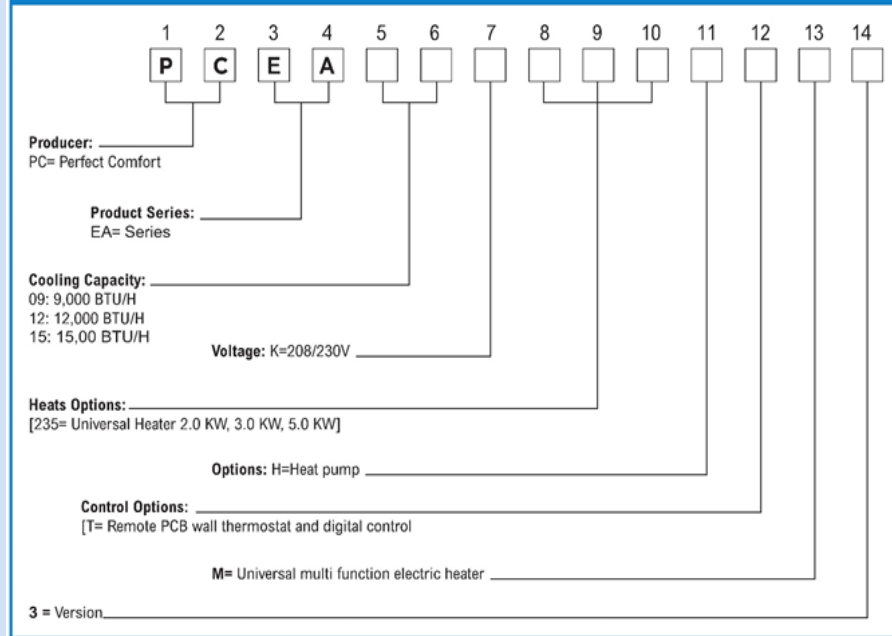 1 2 3 4 5 6 7 8 9 10 11 12 13 14
P C E A
Producer:
PC= Perfect Comfort
Product Series:
EA= Series
Cooling Capacity:
09: 9,000 BTU/H
12: 12,000 BTU/H
15: 15,00 BTU/H
Voltage: K=208/230V
Heats Options:
[235= Universal Heater 2.0 KW, 3.0 KW, 5.0 KW]
Options: H=Heat pump
Control Options:
[T= Remote PCB wall thermostat and digital control
M= Universal multi function electric heater
3 = Version